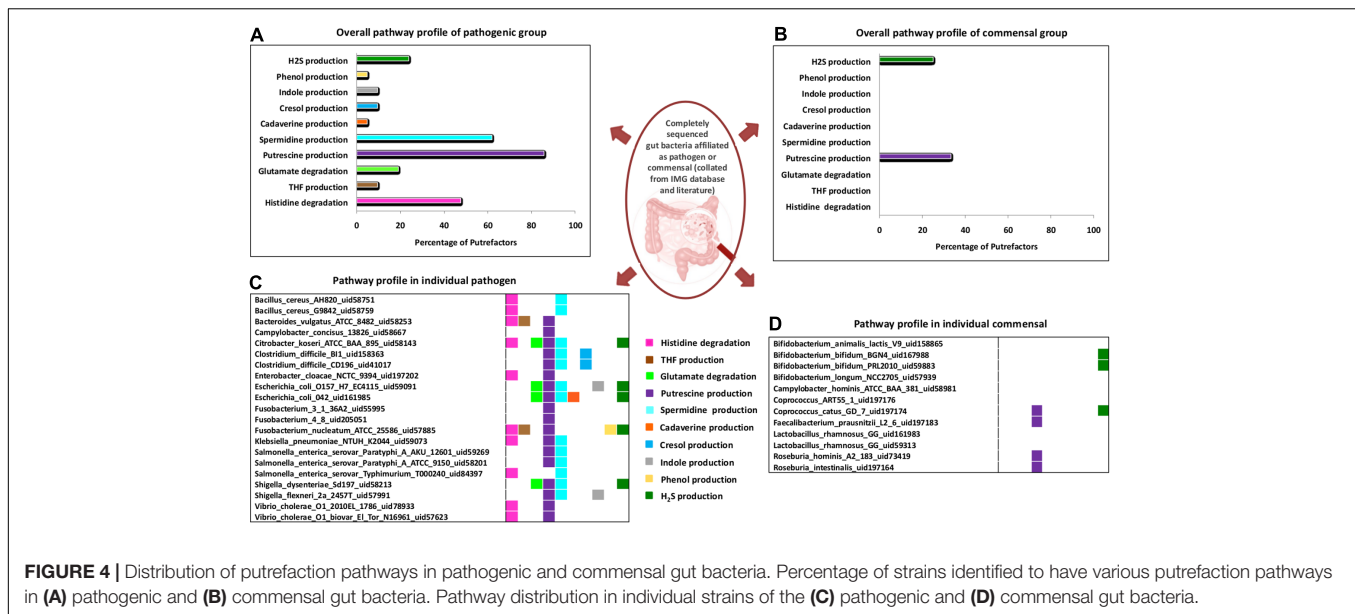 A
Overall pathway profile of pathogenic group
H2S production
Phenol production
Indole production
Cresol production
Cadaverine production
Spermidine production
Putrescine production
Glutamate degradation
THF production
Histidine degradation
0 20 40 60 80 100
Percentage of Putrefactors
Completely
sequenced
gut bacteria affiliated
as pathogen or
commensal (collated
from IMG database
and literature)
B
Overall pathway profile of commensal group
H2S production
Phenol production
Indole production
Cresol production
Cadaverine production
Spermidine production
Putrescine production
Glutamate degradation
THF production
Histidine degradation
0 20 40 60 80 100
Percentage of Putrefactors
C
Pathway profile in individual pathogen
Bacillus_cereus_AH820_uid58751
Bacillus_cereus_G9842_uid58759
Bacteroides_vulgatus_ATCC_8482_uid58253
Campylobacter_concisus_13826_uid58667
Citrobacter_koseri_ATCC_BAA_895_uid58143
Clostridium_difficile_BI1_uid158363
Clostridium_difficile_CD196_uid41017
Enterobacter_cloacae_NCTC_9394_uid197202
Escherichia_coli_O157_H7_EC4115_uid59091
Escherichia_coli_042_uid161985
Fusobacterium_3_1_36A2_uid55995
Fusobacterium_4_8_uid205051
Fusobacterium_nucleatum_ATCC_25586_uid57885
Klebsiella_pneumoniae_NTUH_K2044_uid59073
Salmonella_enterica_serovar_Paratyphi_A_AKU_12601_uid59269
Salmonella_enterica_serovar_Paratyphi_A_ATCC_9150_uid58201
Salmonella_enterica_serovar_Typhimurium_T000240_uid84397
Shigella_dysenteriae_Sd197_uid58213
Shigella_flexneri_2a_2457T_uid57991
Vibrio_cholerae_O1_2010EL_1786_uid78933
Vibrio_cholerae_O1_biovar_El_Tor_N16961_uid57623
Histidine degradation
THF production
Glutamate degradation
Putrescine production
Spermidine production
Cadaverine production
Cresol production
Indole production
Phenol production
H₂S production
D
Pathway profile in individual commensal
Bifidobacterium_animalis_lactis_V9_uid158865
Bifidobacterium_bifidum_BGN4_uid167988
Bifidobacterium_bifidum_PRL2010_uid59883
Bifidobacterium_longum_NCC2705_uid57939
Campylobacter_hominis_ATCC_BAA_381_uid58981
Coprococcus_ART55_1_uid197176
Coprococcus_catus_GD_7_uid197174
Faecalibacterium_prausnitzii_L2_6_uid197183
Lactobacillus_rhamnosus_GG_uid161983
Lactobacillus_rhamnosus_GG_uid59313
Roseburia_hominis_A2_183_uid73419
Roseburia_intestinalis_uid197164
FIGURE 4 | Distribution of putrefaction pathways in pathogenic and commensal gut bacteria. Percentage of strains identified to have various putrefaction pathways
in (A) pathogenic and (B) commensal gut bacteria. Pathway distribution in individual strains of the (C) pathogenic and (D) commensal gut bacteria.